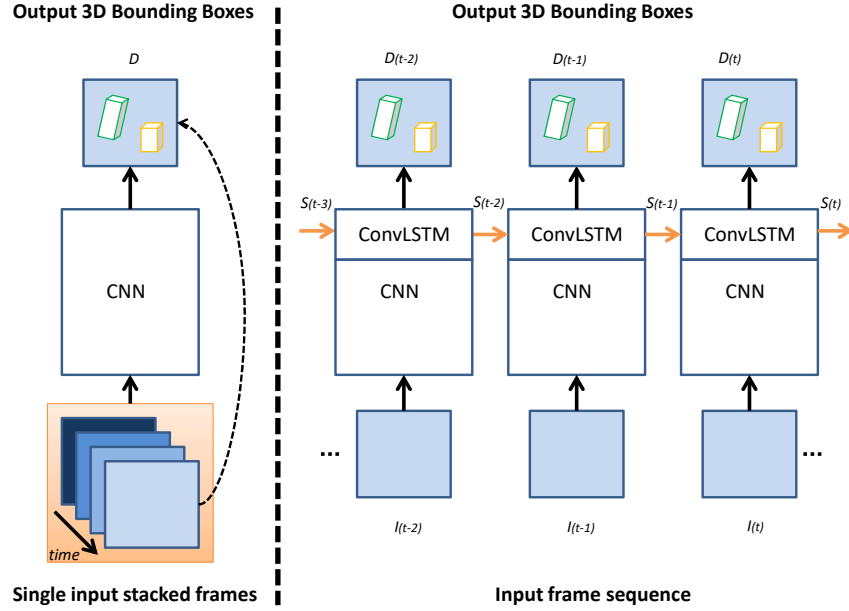 Output 3D Bounding Boxes
Output 3D Bounding Boxes
D
D(t-2)
D(t-1)
D(t)
S(t-3)
S(t-2)
S(t-1)
S(t)
ConvLSTM
ConvLSTM
ConvLSTM
CNN
CNN
CNN
CNN
...
...
time
I(t-2)
I(t-1)
I(t)
Single input stacked frames
Input frame sequence